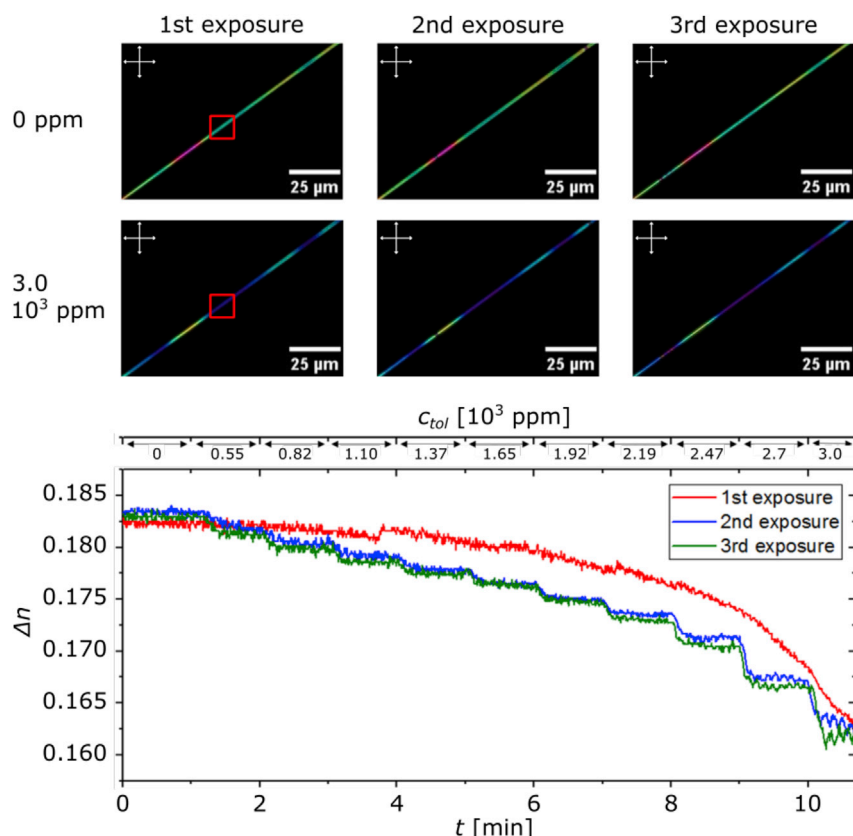 1st exposure 2nd exposure 3rd exposure
0 ppm
25 µm 25 µm 25 µm
3.0
10³ ppm
25 µm 25 µm 25 µm
c_tol [10³ ppm]
0 0.55 0.82 1.10 1.37 1.65 1.92 2.19 2.47 2.7 3.0
0.185
0.180
0.175
0.170
0.165
0.160
Δn
1st exposure
2nd exposure
3rd exposure
0 2 4 6 8 10
t [min]